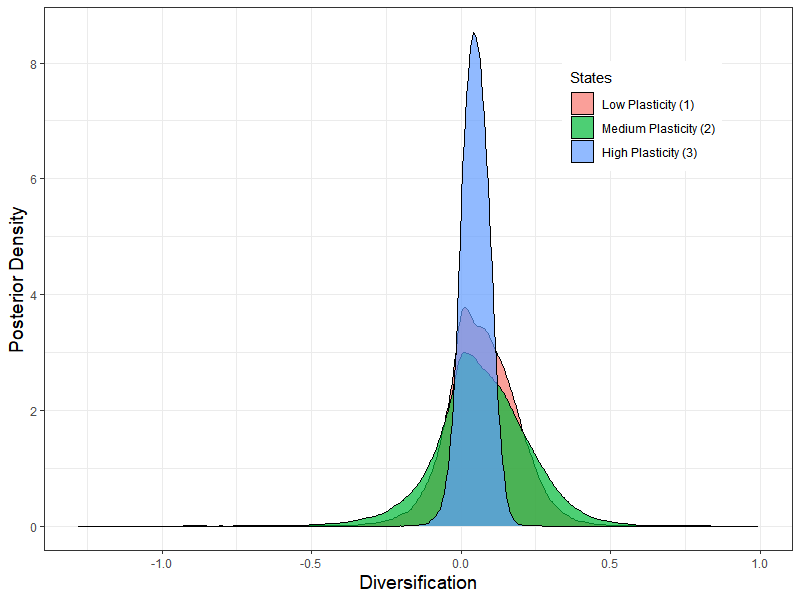 States
Low Plasticity (1)
Medium Plasticity (2)
High Plasticity (3)
Posterior Density
8
6
4
2
0
-1.0
-0.5
0.0
0.5
1.0
Diversification